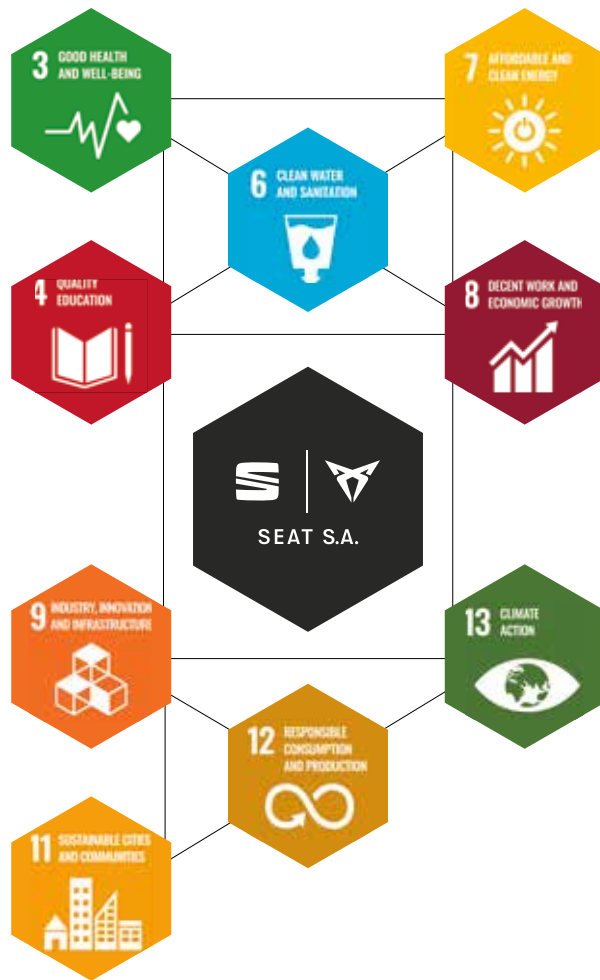 3 GOOD HEALTH
AND WELL-BEING
7 AFFORDABLE AND
CLEAN ENERGY
6 CLEAN WATER
AND SANITATION
4 QUALITY
EDUCATION
8 DECENT WORK AND
ECONOMIC GROWTH
SEAT S.A.
9 INDUSTRY, INNOVATION
AND INFRASTRUCTURE
13 CLIMATE
ACTION
12 RESPONSIBLE
CONSUMPTION
AND PRODUCTION
11 SUSTAINABLE CITIES
AND COMMUNITIES